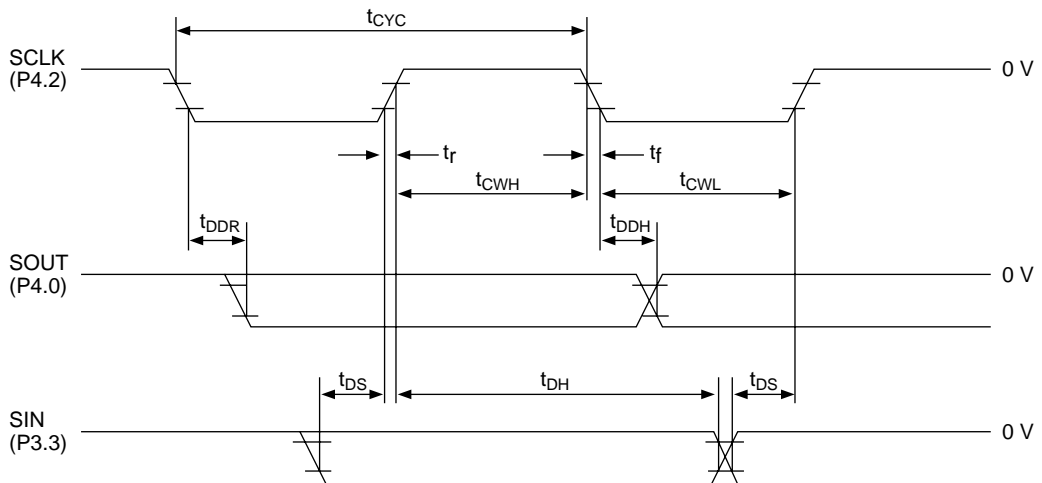 tCYC
SCLK
(P4.2)
0 V
tr
tf
tCWH
tCWL
tDDR
tDDH
SOUT
(P4.0)
0 V
tDS
tDH
tDS
SIN
(P3.3)
0 V